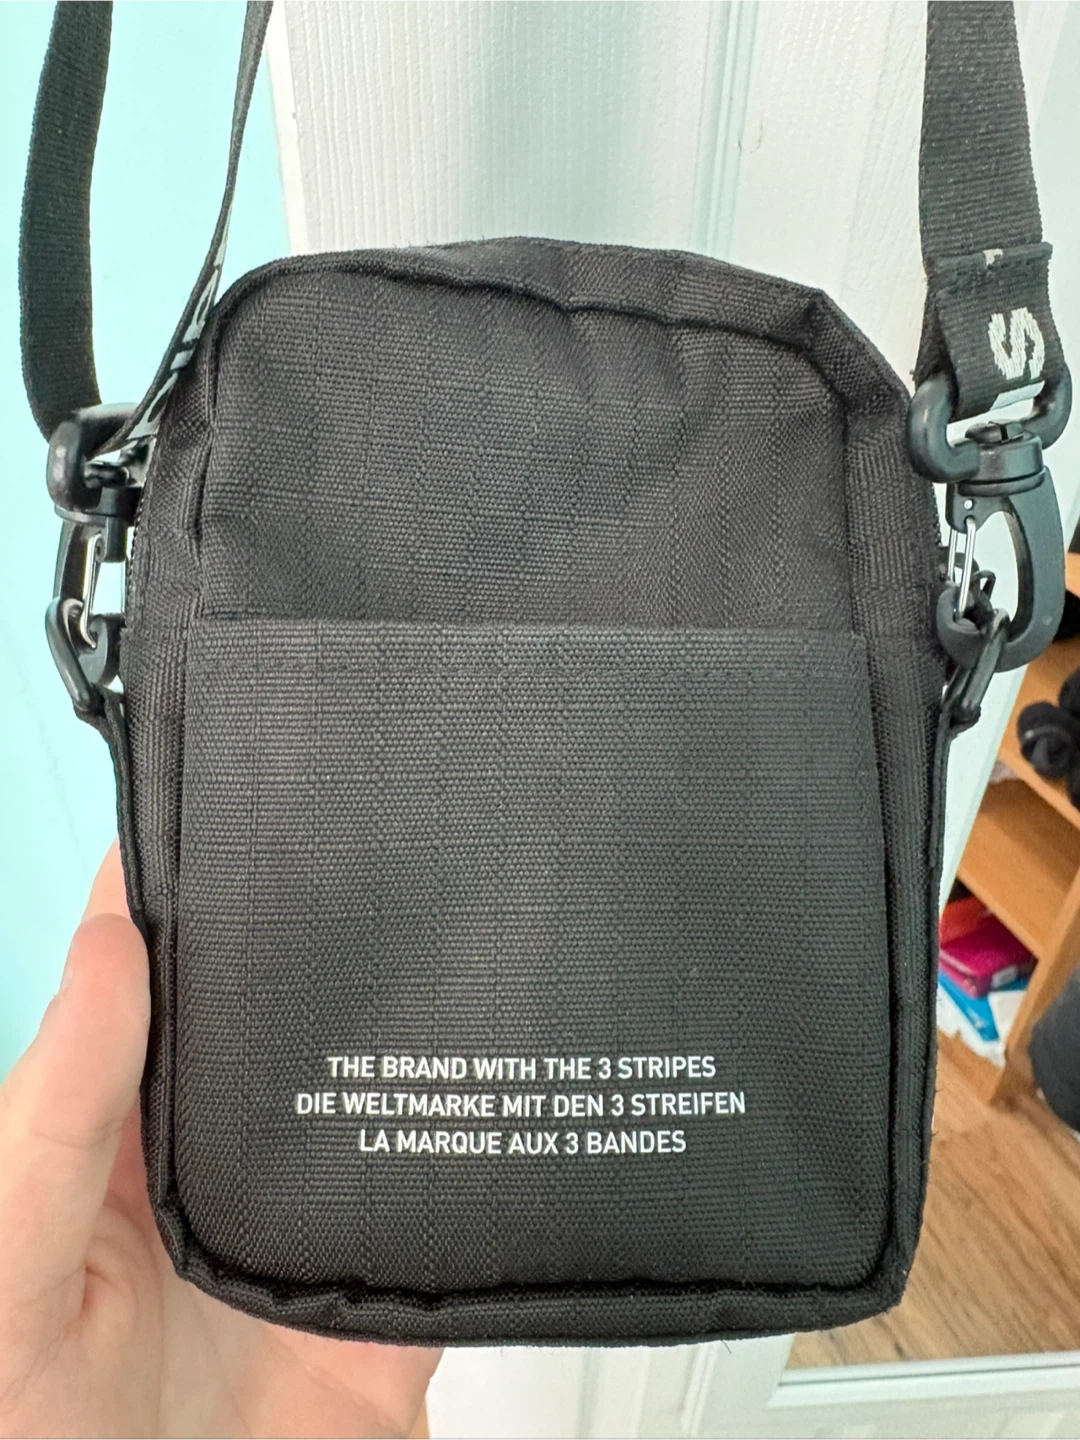 THE BRAND WITH THE 3 STRIPES
DIE WELTMARKE MIT DEN 3 STREIFEN
LA MARQUE AUX 3 BANDES
S